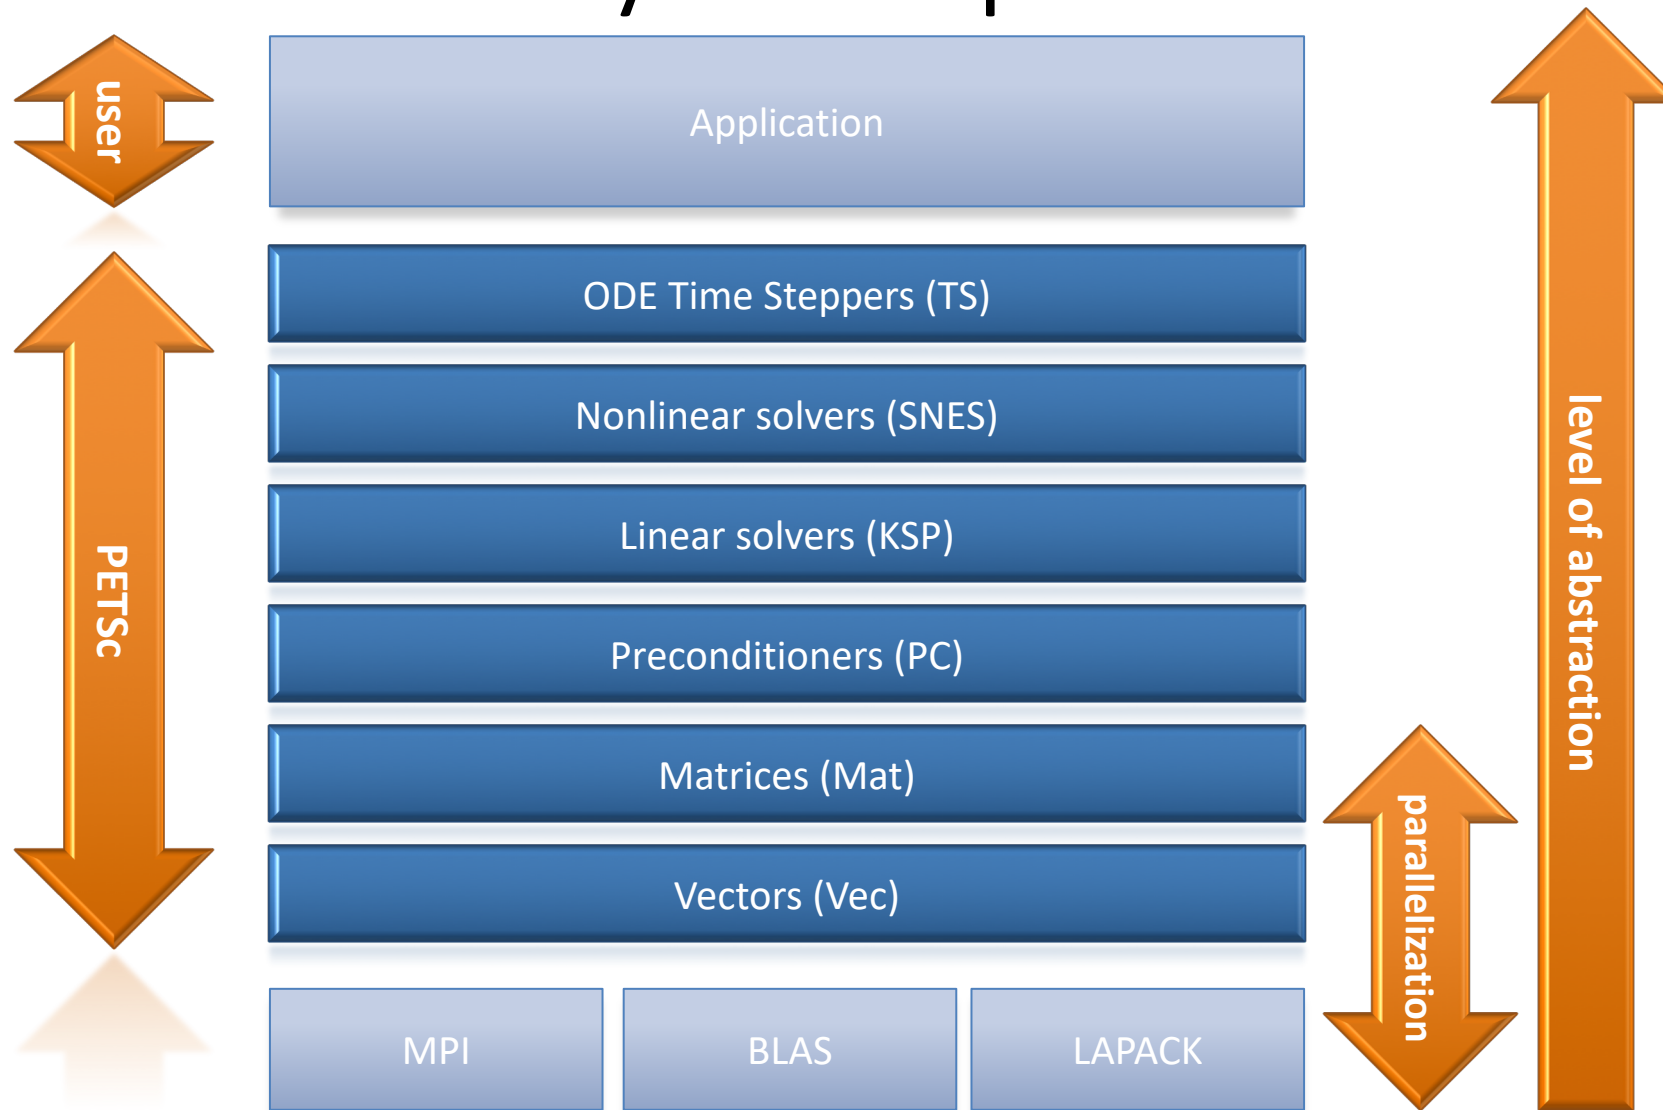 user
Application
ODE Time Steppers (TS)
Nonlinear solvers (SNES)
Linear solvers (KSP)
PETSc
Preconditioners (PC)
Matrices (Mat)
Vectors (Vec)
level of abstraction
parallelization
MPI
BLAS
LAPACK